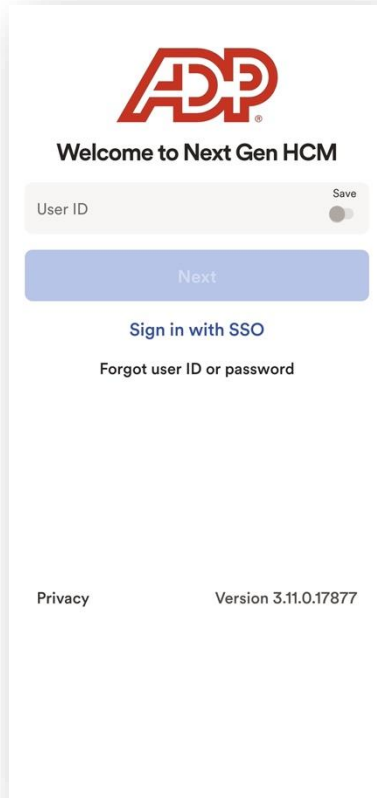 ADP®
Welcome to Next Gen HCM
Save
User ID
Next
Sign in with SSO
Forgot user ID or password
Privacy Version 3.11.0.17877